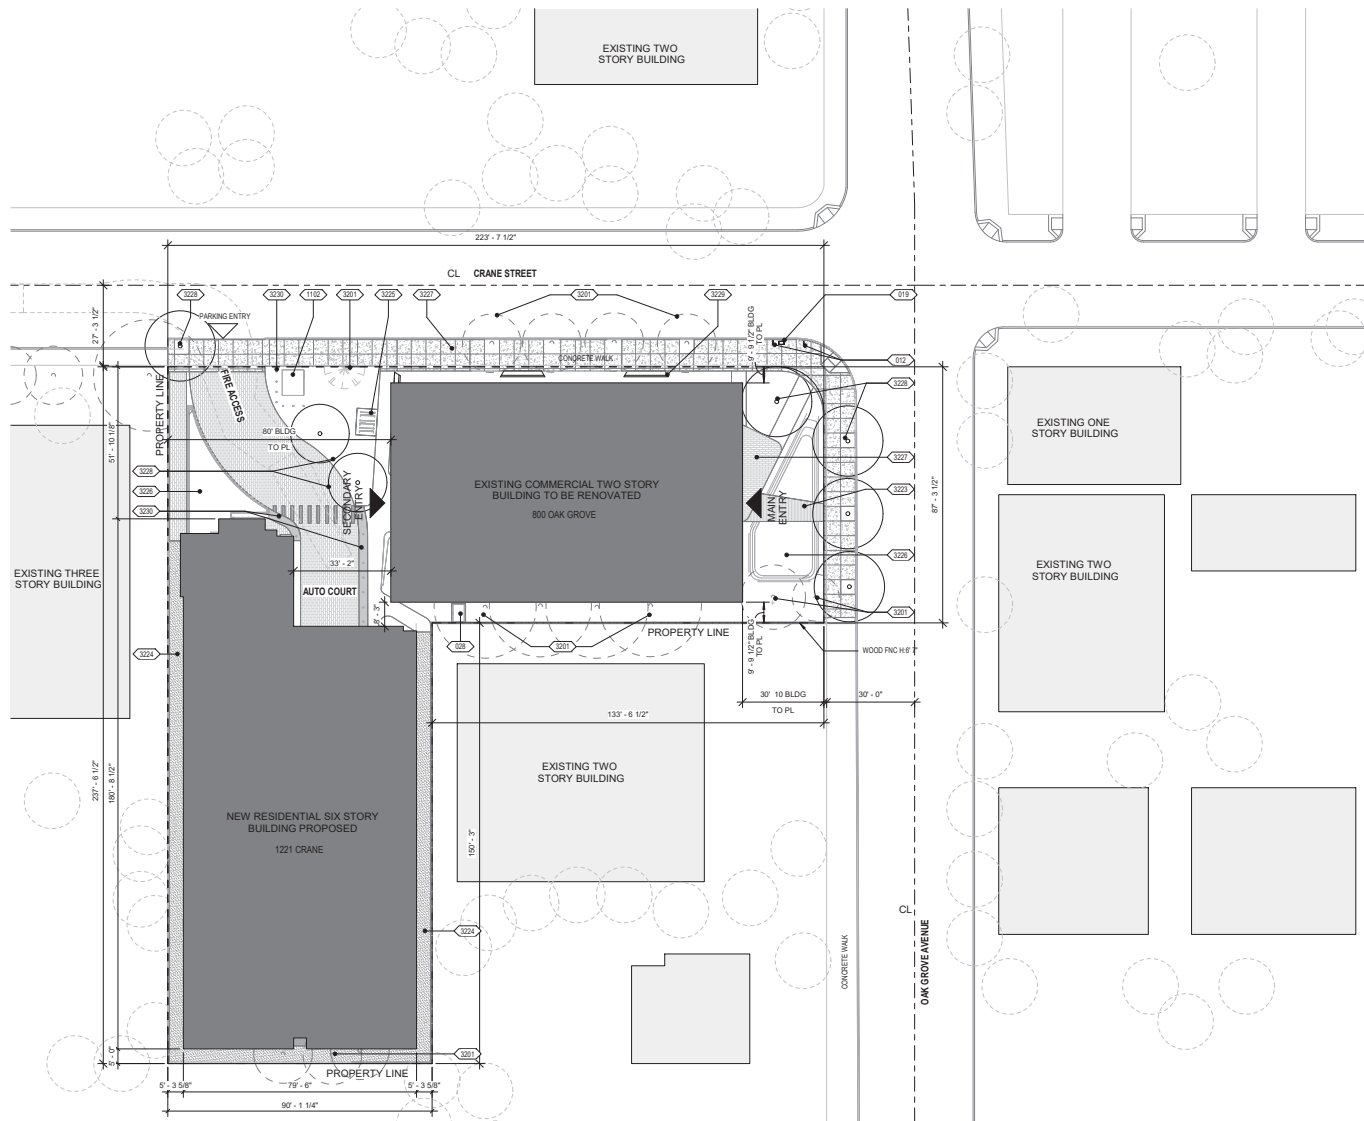 EXISTING TWO
STORY BUILDING
223' - 7 1/2"
CL CRANE STREET
3228
3230
1102
3201
3225
3227
3201
3229
019
PARKING ENTRY
27' - 3 1/2"
9' - 9 1/2" BLDG
TO PL
CONCRETE WALK
012
PROPERTY LINE
FIRE ACCESS
3228
EXISTING ONE
STORY BUILDING
51' - 10 1/8"
80' BLDG
TO PL
3227
3228
3226
3230
SECONDARY
ENTRY
EXISTING COMMERCIAL TWO STORY
BUILDING TO BE RENOVATED
800 OAK GROVE
MAIN
ENTRY
3223
87' - 3 1/2"
3226
EXISTING THREE
STORY BUILDING
33' - 2"
AUTO COURT
EXISTING TWO
STORY BUILDING
8' - 3"
3201
028
3201
PROPERTY LINE
9' - 9 1/2" BLDG
TO PL
WOOD FNC H:6' 7"
3224
30' 10 BLDG
TO PL
30' - 0"
133' - 6 1/2"
EXISTING TWO
STORY BUILDING
237' - 6 1/2"
180' - 8 1/2"
NEW RESIDENTIAL SIX STORY
BUILDING PROPOSED
1221 CRANE
150' - 3"
3224
CL
OAK GROVE AVENUE
CONCRETE WALK
5' - 0"
3201
PROPERTY LINE
5' - 3 5/8"
79' - 6"
5' - 3 5/8"
90' - 1 1/4"